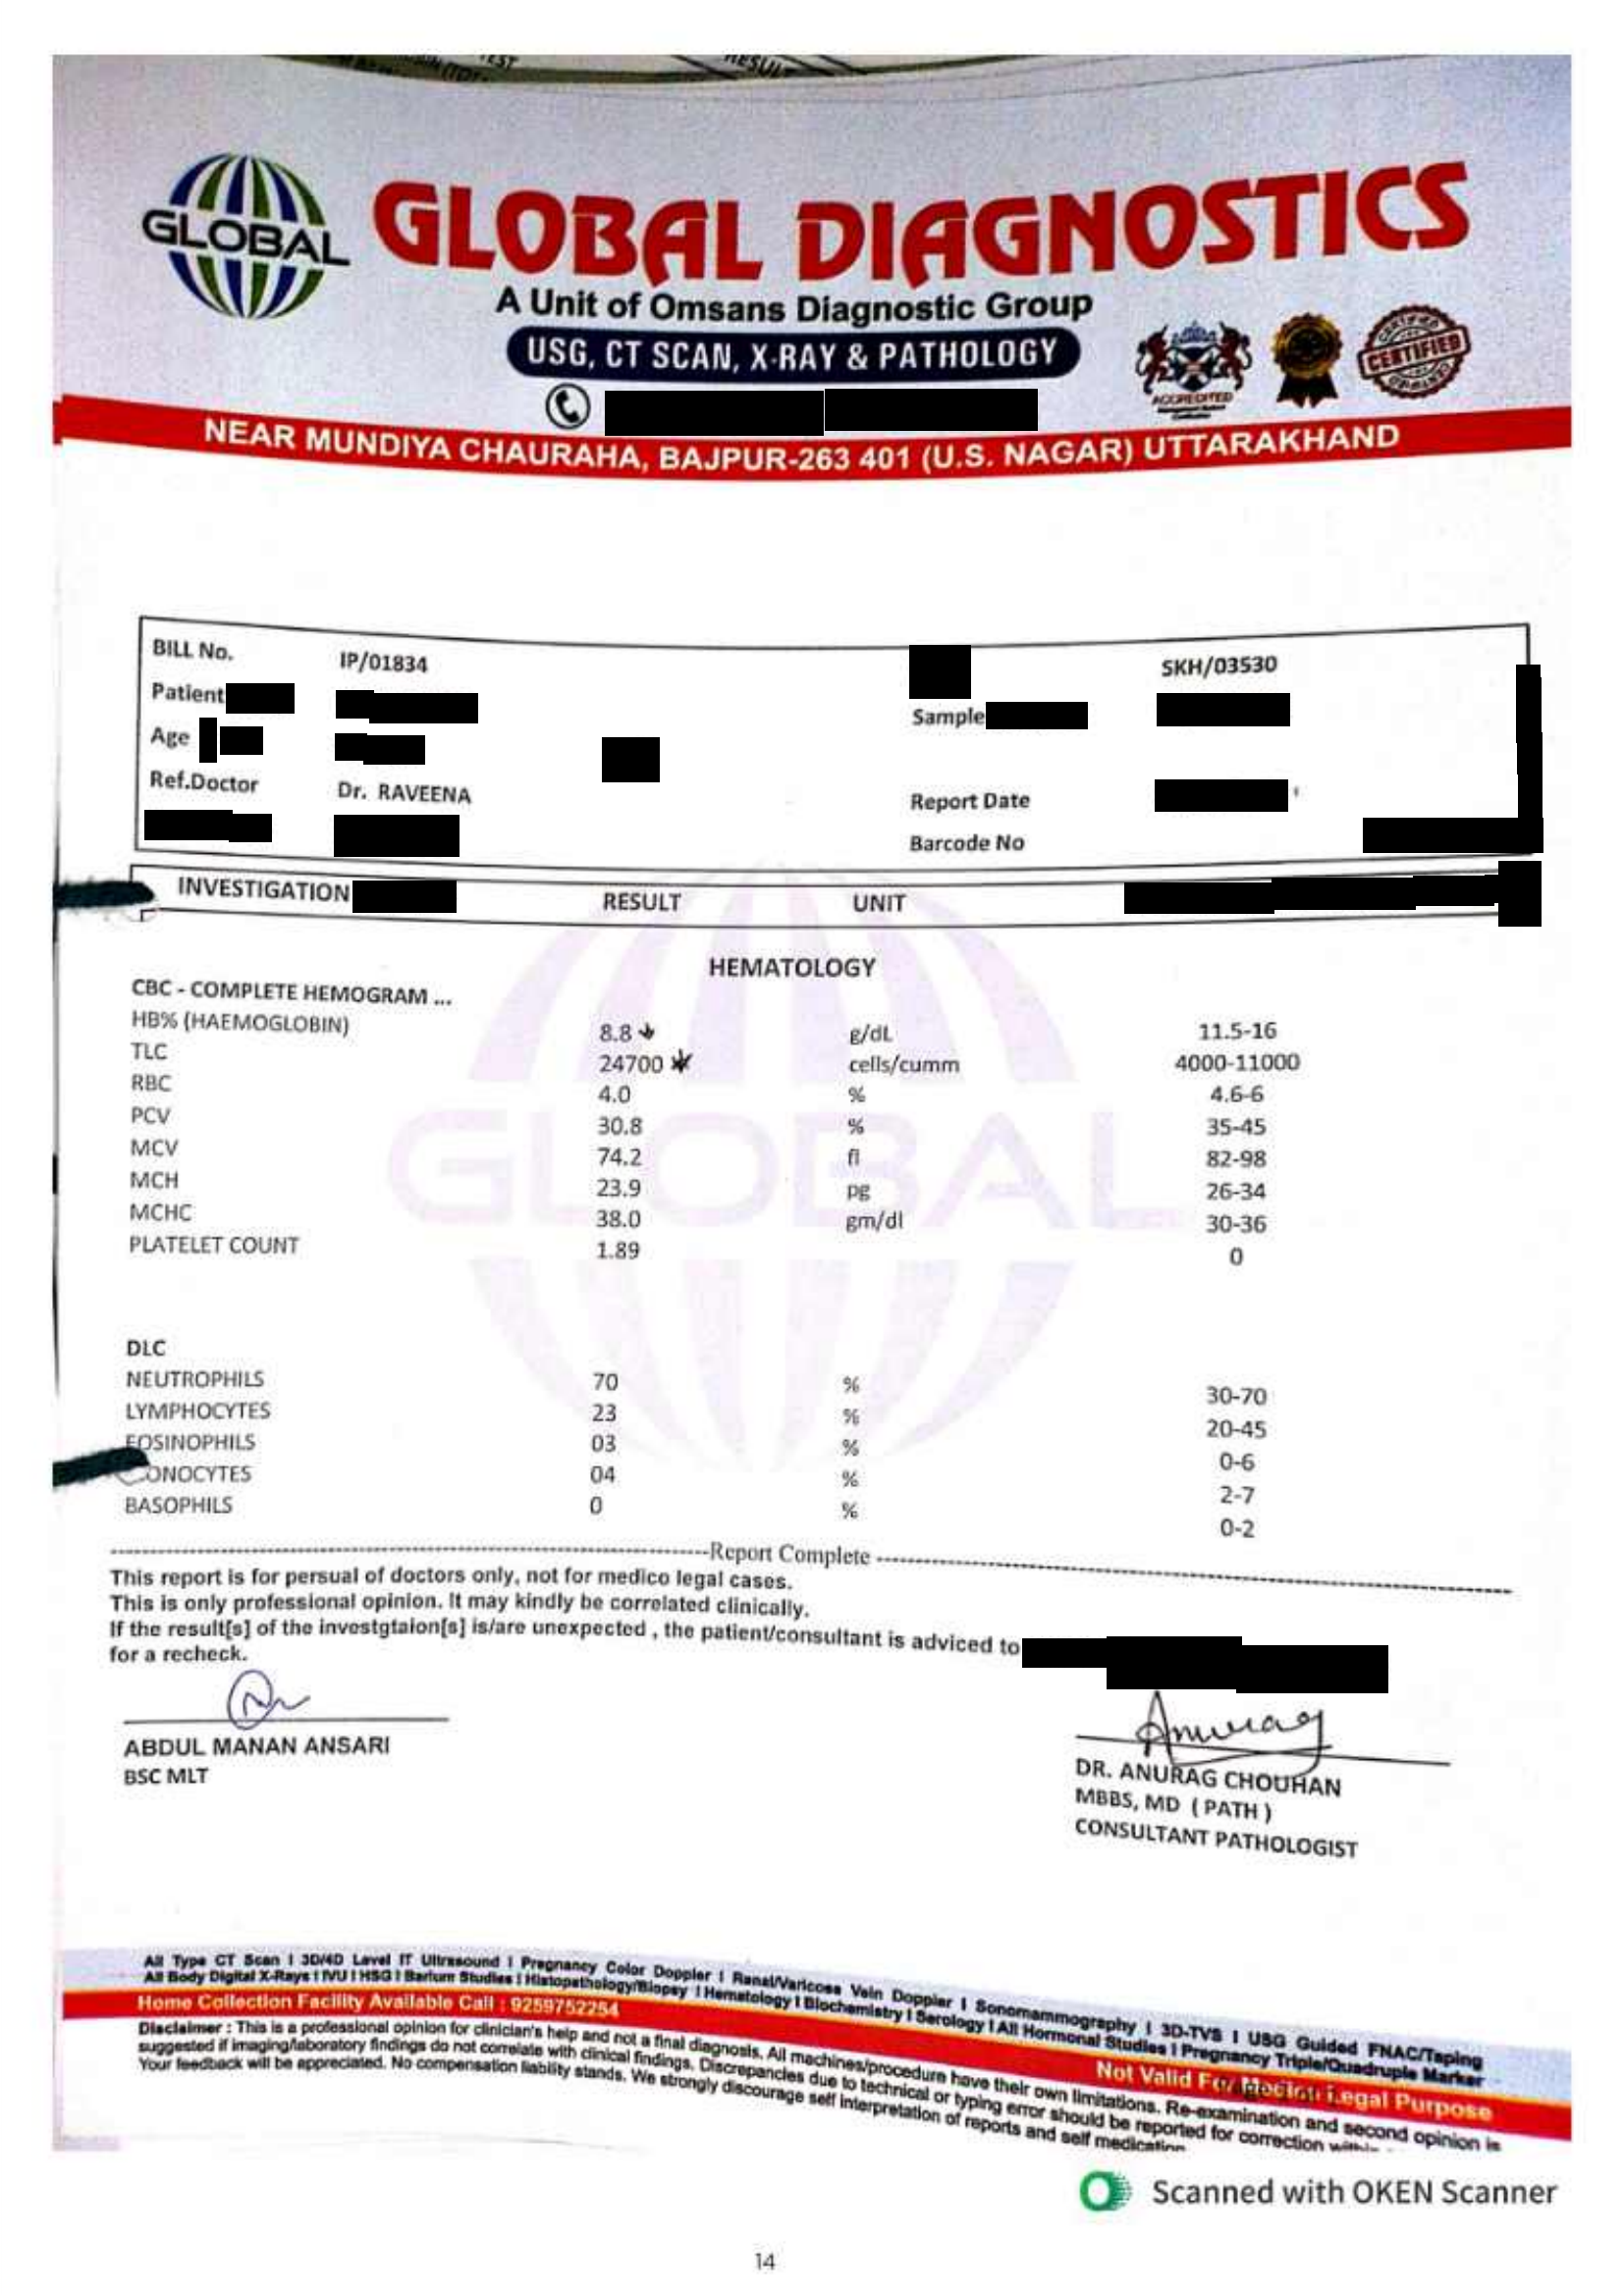 TEST
RESULT
GLOBAL
GLOBAL DIAGNOSTICS
A Unit of Omsans Diagnostic Group
USG, CT SCAN, X-RAY & PATHOLOGY
ACCREDITED
CERTIFIED
NEAR MUNDIYA CHAURAHA, BAJPUR-263 401 (U.S. NAGAR) UTTARAKHAND
BILL No. IP/01834 SKH/03530
Patient Sample
Age
Ref.Doctor Dr. RAVEENA Report Date
Barcode No
INVESTIGATION RESULT UNIT
HEMATOLOGY
CBC - COMPLETE HEMOGRAM ...
HB% (HAEMOGLOBIN) 8.8 g/dL 11.5-16
TLC 24700 cells/cumm 4000-11000
RBC 4.0 % 4.6-6
PCV 30.8 % 35-45
MCV 74.2 fl 82-98
MCH 23.9 pg 26-34
MCHC 38.0 gm/dl 30-36
PLATELET COUNT 1.89 0
GLOBAL
DLC
NEUTROPHILS 70 % 30-70
LYMPHOCYTES 23 % 20-45
EOSINOPHILS 03 % 0-6
ONOCYTES 04 % 2-7
BASOPHILS 0 % 0-2
Report Complete
This report is for persual of doctors only, not for medico legal cases.
This is only professional opinion. It may kindly be correlated clinically.
If the result[s] of the investgtaion[s] is/are unexpected , the patient/consultant is adviced to
for a recheck.
Anurag
ABDUL MANAN ANSARI
BSC MLT
DR. ANURAG CHOUHAN
MBBS, MD ( PATH )
CONSULTANT PATHOLOGIST
All Type CT Scan I 3D/4D Level IT Ultrasound I Pregnancy Color Doppler I Renal/Varicose Vein Doppler I Sonomammography I 3D-TVS I USG Guided FNAC/Taping
All Body Digital X-Rays I IVU I HSG I Barium Studies I Histopathology/Biopsy I Hematology I Biochemistry I Serology I All Hormonal Studies I Pregnancy Triple/Quadruple Marker
Home Collection Facility Available Call : 9259752254
Not Valid For Legal Purpose
Disclaimer : This is a professional opinion for clinician's help and not a final diagnosis. All machines/procedure have their own limitations. Re-examination and second opinion is
suggested if imaging/laboratory findings do not correlate with clinical findings. Discrepancies due to technical or typing error should be reported for correction
Your feedback will be appreciated. No compensation liability stands. We strongly discourage self interpretation of reports and self medication
Scanned with OKEN Scanner
14